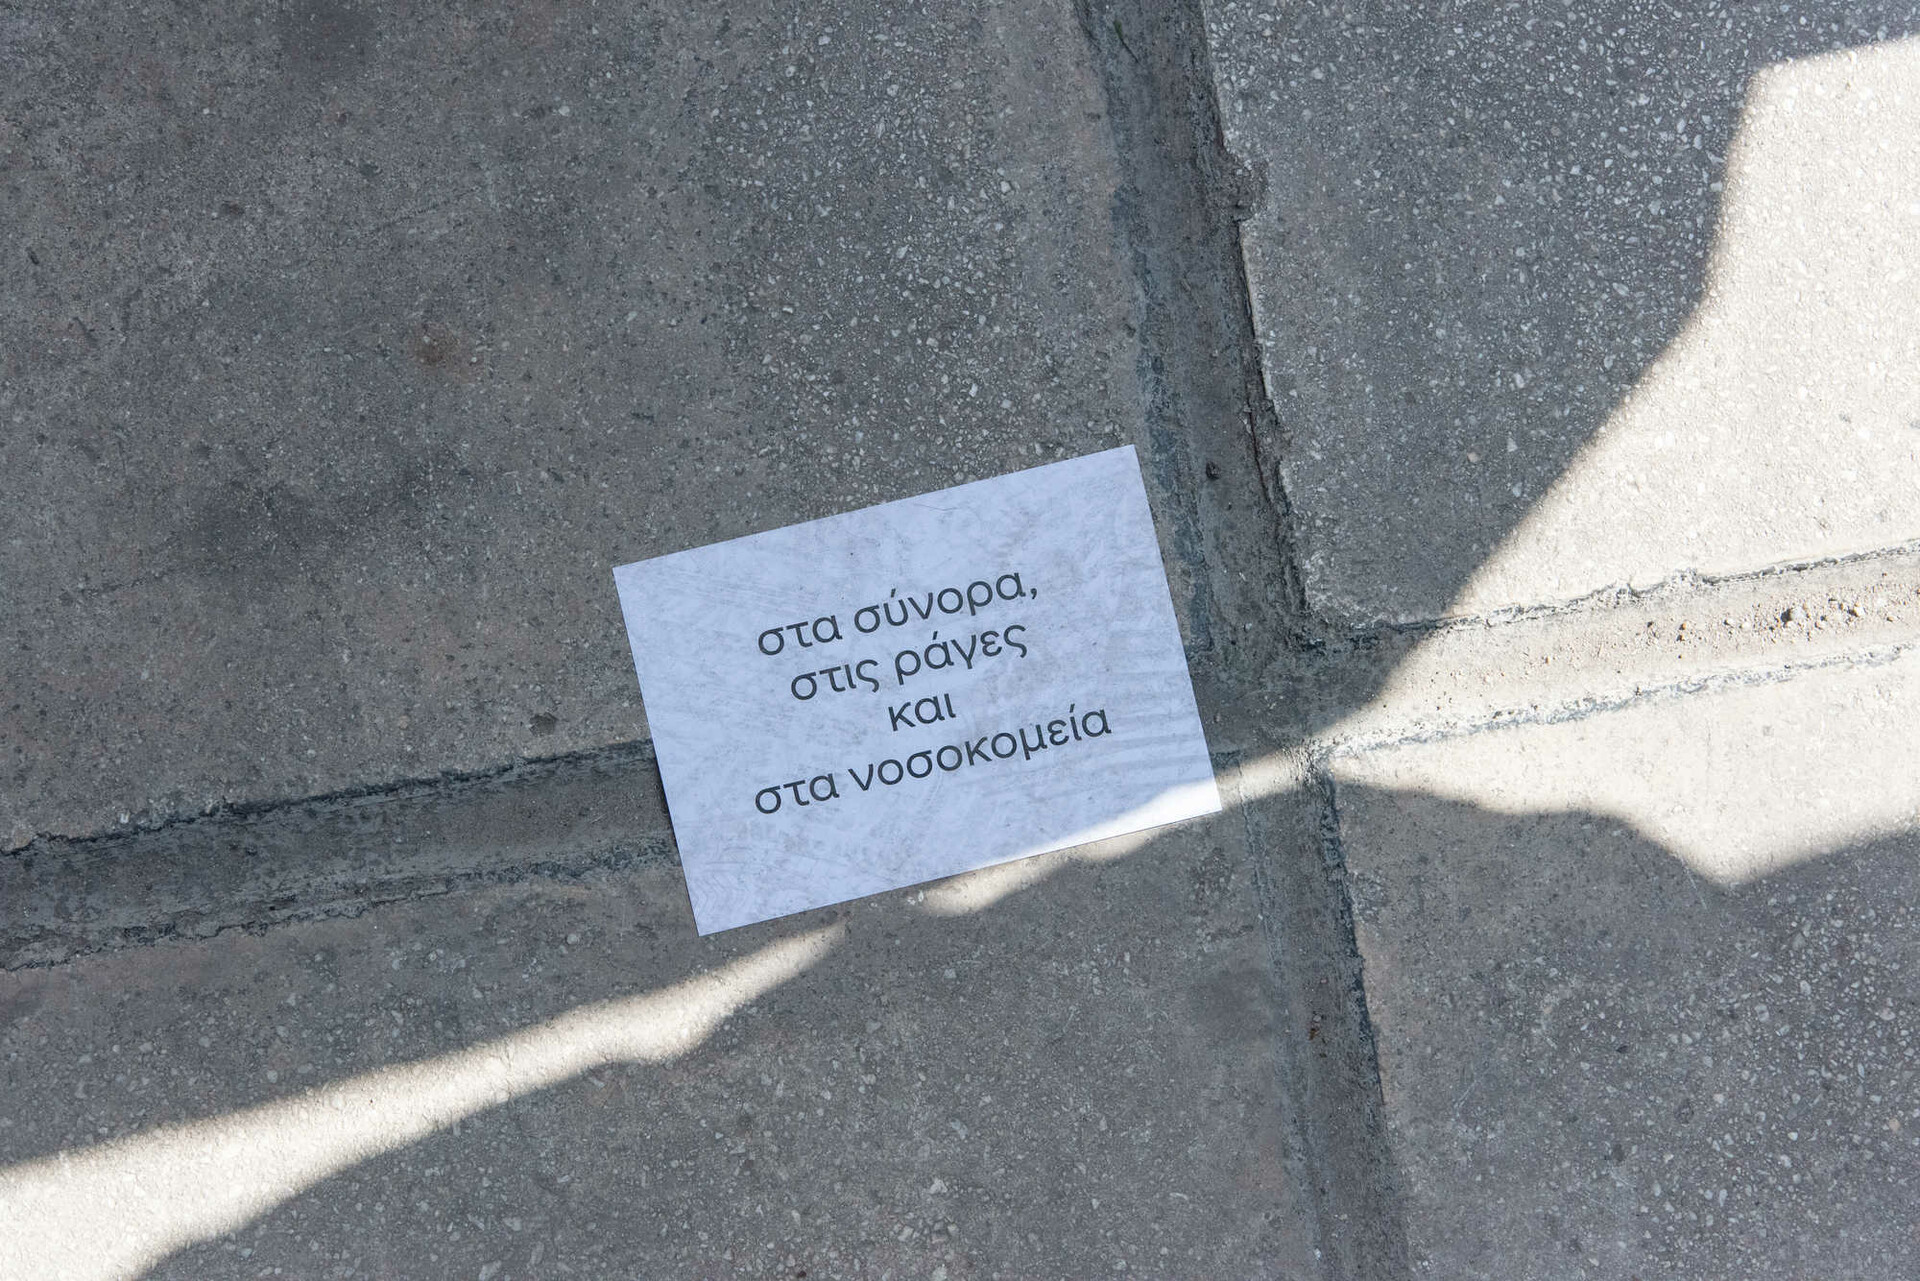 στα σύνορα,
στις ράγες
και
στα νοσοκομεία